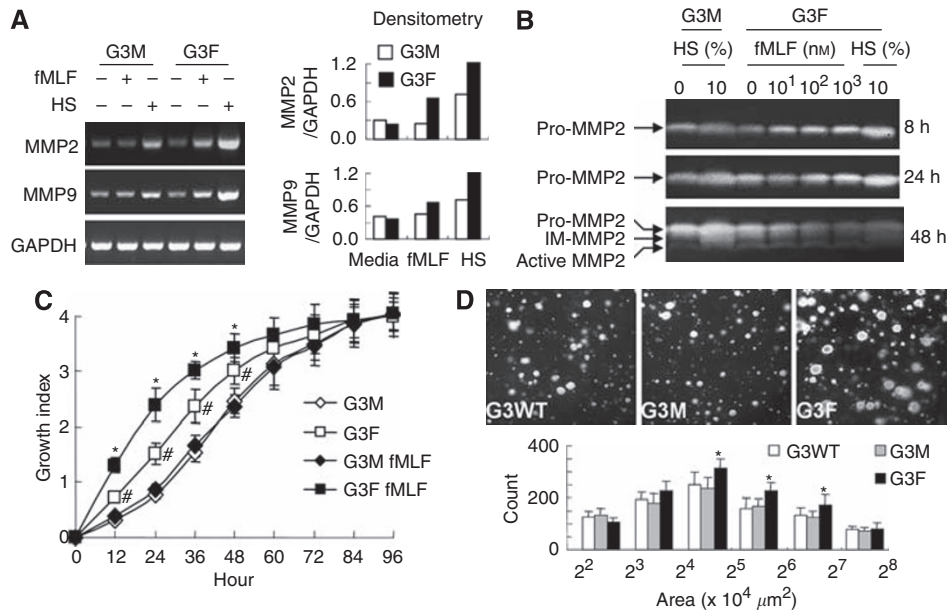 A
G3M G3F
fMLF – + – – + –
HS – – + – – +
MMP2
MMP9
GAPDH
Densitometry
G3M
G3F
MMP2
/GAPDH
1.2
0.6
0.0
MMP9
/GAPDH
1.2
0.6
0.0
Media fMLF HS
B
G3M G3F
HS (%) fMLF (nM) HS (%)
0 10 0 10¹ 10² 10³ 10
Pro-MMP2 8 h
Pro-MMP2 24 h
Pro-MMP2
IM-MMP2
Active MMP2
48 h
C
Growth index
4
3
2
1
0
* * * *
# # # #
G3M
G3F
G3M fMLF
G3F fMLF
0 12 24 36 48 60 72 84 96
Hour
D
G3WT G3M G3F
Count
400
200
0
* * *
G3WT
G3M
G3F
2² 2³ 2⁴ 2⁵ 2⁶ 2⁷ 2⁸
Area (x 10⁴ μm²)